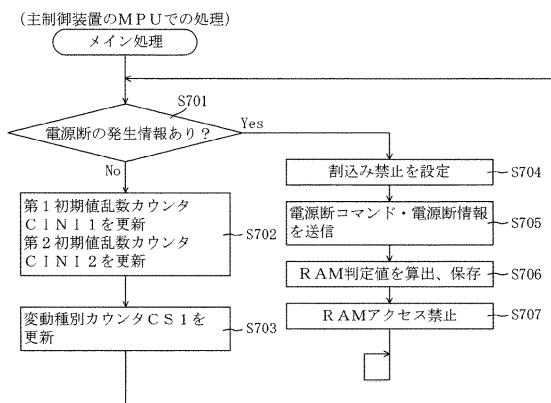 (主制御装置のMPUでの処理)
メイン処理
S701
電源断の発生情報あり?
Yes
No
割込み禁止を設定
S704
第1初期値乱数カウンタ
CINI1を更新
第2初期値乱数カウンタ
CINI2を更新
S702
電源断コマンド・電源断情報
を送信
S705
RAM判定値を算出、保存
S706
変動種別カウンタCS1を
更新
S703
RAMアクセス禁止
S707